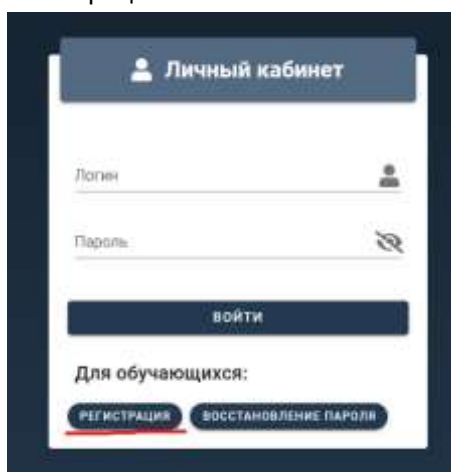 Личный кабинет
Логин
Пароль
ВОЙТИ
Для обучающихся:
РЕГИСТРАЦИЯ ВОССТАНОВЛЕНИЕ ПАРОЛЯ